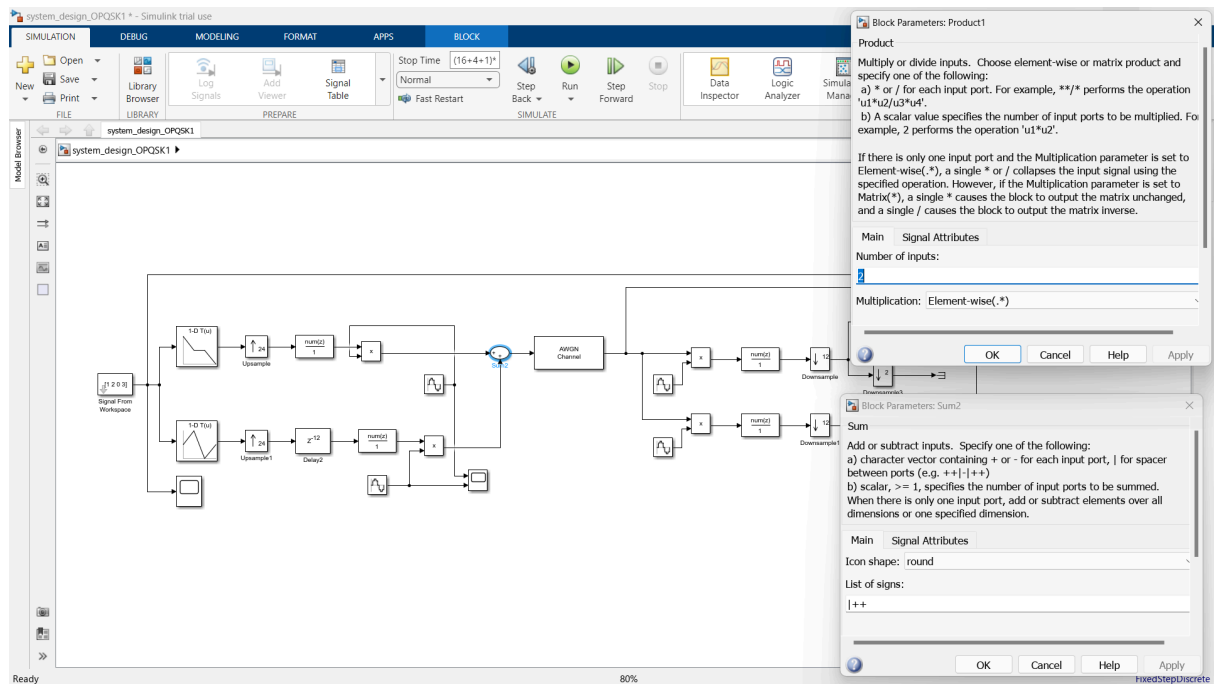 system_design_OPQSK1 * - Simulink trial use
SIMULATION DEBUG MODELING FORMAT APPS BLOCK
New
Open
Save
Print
FILE
Library
Browser
LIBRARY
Log
Signals
Add
Viewer
Signal
Table
PREPARE
Stop Time (16+4+1)*
Normal
Fast Restart
Step
Back
Run
Step
Forward
Stop
SIMULATE
Data
Inspector
Logic
Analyzer
Model Browser
system_design_OPQSK1
system_design_OPQSK1
[1 2 0 3]
Signal From
Workspace
1-D T(u)
24
Upsample
num(z)
1
x
Sum2
AWGN
Channel
x
num(z)
1
12
Downsample
2
Downsample3
1-D T(u)
24
Upsample1
z-12
Delay2
num(z)
1
x
x
num(z)
1
12
Downsample1
Block Parameters: Product1
Product
Multiply or divide inputs. Choose element-wise or matrix product and
specify one of the following:
a) * or / for each input port. For example, **/* performs the operation
'u1*u2/u3*u4'.
b) A scalar value specifies the number of input ports to be multiplied. For
example, 2 performs the operation 'u1*u2'.
If there is only one input port and the Multiplication parameter is set to
Element-wise(.*), a single * or / collapses the input signal using the
specified operation. However, if the Multiplication parameter is set to
Matrix(*), a single * causes the block to output the matrix unchanged,
and a single / causes the block to output the matrix inverse.
Main Signal Attributes
Number of inputs:
2
Multiplication: Element-wise(.*)
OK Cancel Help Apply
Block Parameters: Sum2
Sum
Add or subtract inputs. Specify one of the following:
a) character vector containing + or - for each input port, | for spacer
between ports (e.g. ++|-|++)
b) scalar, >= 1, specifies the number of input ports to be summed.
When there is only one input port, add or subtract elements over all
dimensions or one specified dimension.
Main Signal Attributes
Icon shape: round
List of signs:
|++
OK Cancel Help Apply
Ready 80% FixedStepDiscrete